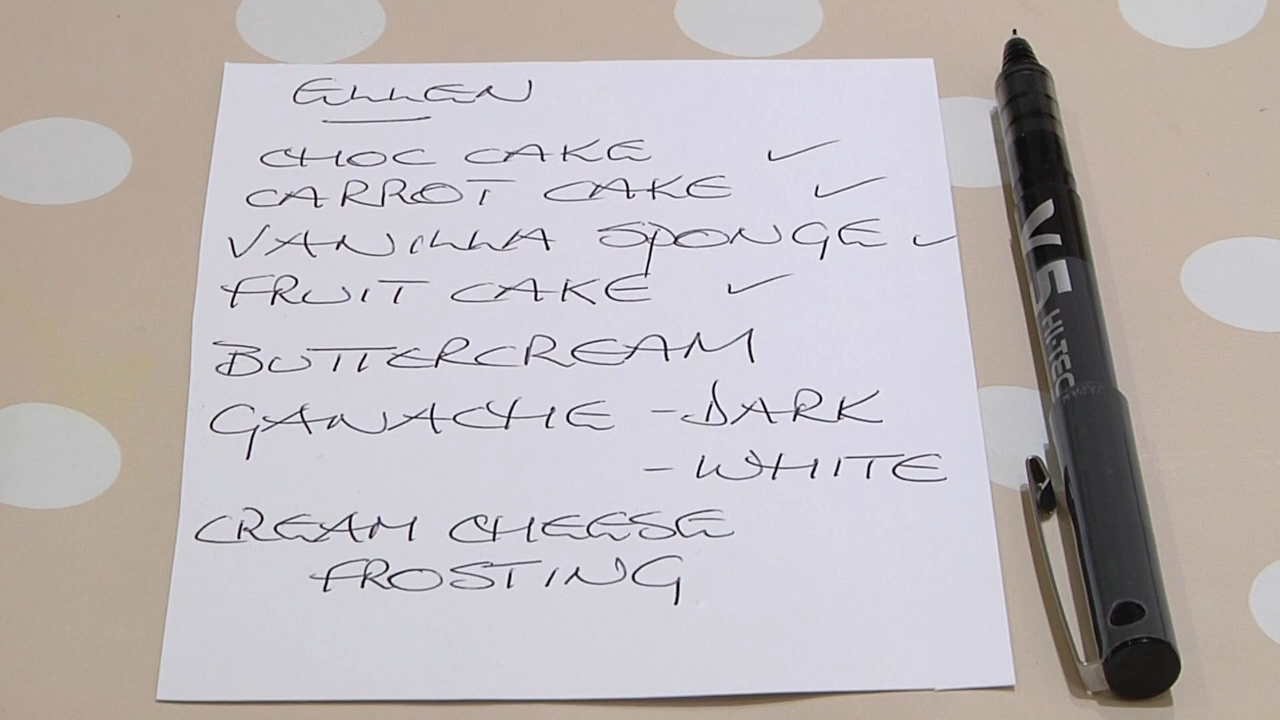 ELLEN
CHOC CAKE ✓
CARROT CAKE ✓
VANILLA SPONGE ✓
FRUIT CAKE ✓
BUTTERCREAM
GANACHE - DARK
- WHITE
CREAM CHEESE
FROSTING
V5 HI-TEC
JAPAN